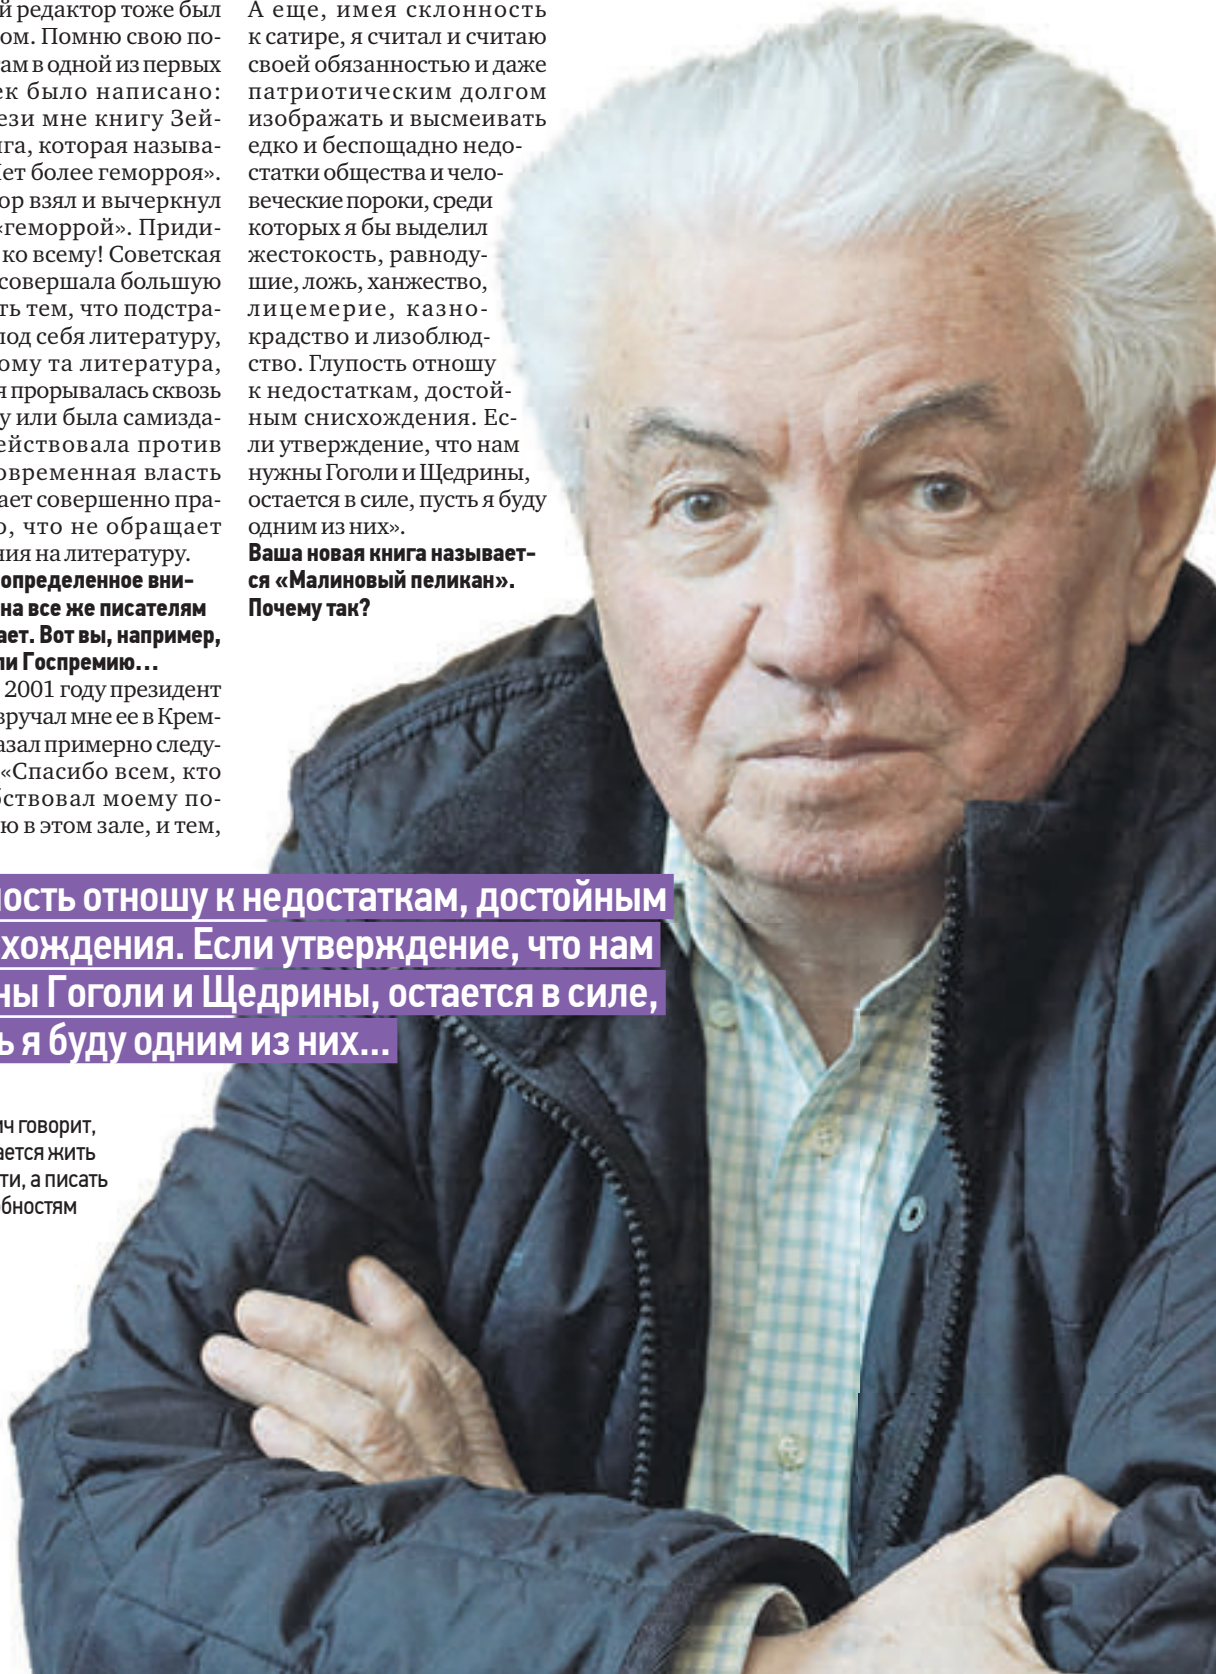 й редактор тоже был
ом. Помню свою по-
там в одной из первых
ек было написано:
ези мне книгу Зей-
ига, которая называ-
Нет более геморроя».
ор взял и вычеркнул
«геморрой». Приди-
ко всему! Советская
совершала большую
ть тем, что подстра-
под себя литературу,
ому та литература,
я прорывалась сквозь
у или была самизда-
ействовала против
овременная власть
ает совершенно пра-
о, что не обращает
ния на литературу.
определенное вни-
на все же писателям
ает. Вот вы, например,
ли Госпремию...
2001 году президент
вручал мне ее в Крем-
азал примерно следу-
«Спасибо всем, кто
бствовал моему по-
ю в этом зале, и тем,
А еще, имея склонность
к сатире, я считал и считаю
своей обязанностью и даже
патриотическим долгом
изображать и высмеивать
едко и беспощадно недо-
статки общества и чело-
веческие пороки, среди
которых я бы выделил
жестокость, равноду-
шие, ложь, ханжество,
лицемерие, казно-
крадство и лизоблюд-
ство. Глупость отношу
к недостаткам, достой-
ным снисхождения. Ес-
ли утверждение, что нам
нужны Гоголи и Щедрины,
остается в силе, пусть я буду
одним из них».
Ваша новая книга называет-
ся «Малиновый пеликан».
Почему так?
ость отношу к недостаткам, достойным
хождения. Если утверждение, что нам
ны Гоголи и Щедрины, остается в силе,
ь я буду одним из них...
ич говорит,
ается жить
ти, а писать
бностям